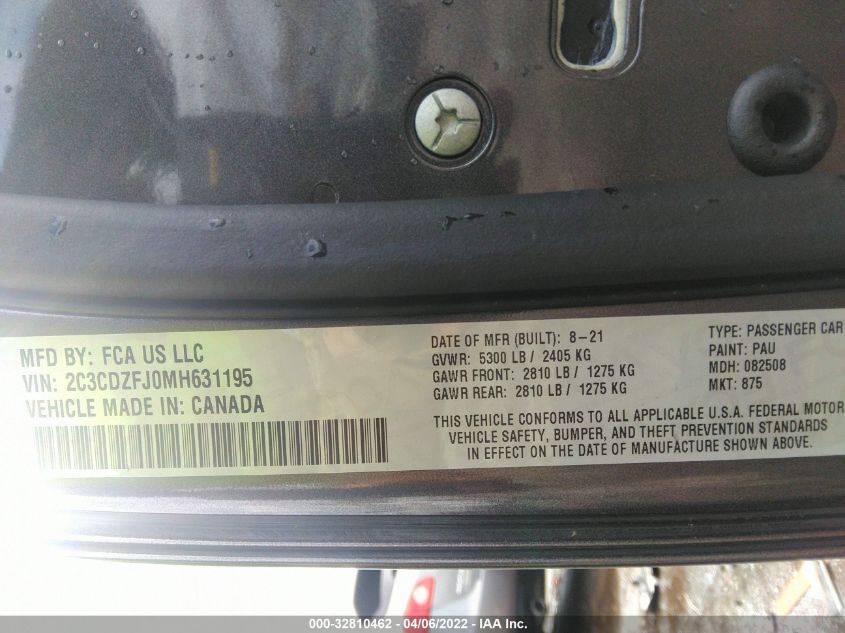 MFD BY: FCA US LLC
VIN: 2C3CDZFJ0MH631195
VEHICLE MADE IN: CANADA
DATE OF MFR (BUILT): 8-21
GVWR: 5300 LB / 2405 KG
GAWR FRONT: 2810 LB / 1275 KG
GAWR REAR: 2810 LB / 1275 KG
TYPE: PASSENGER CAR
PAINT: PAU
MDH: 082508
MKT: 875
THIS VEHICLE CONFORMS TO ALL APPLICABLE U.S.A. FEDERAL MOTOR
VEHICLE SAFETY, BUMPER, AND THEFT PREVENTION STANDARDS
IN EFFECT ON THE DATE OF MANUFACTURE SHOWN ABOVE.
000-32810462 - 04/06/2022 - IAA Inc.